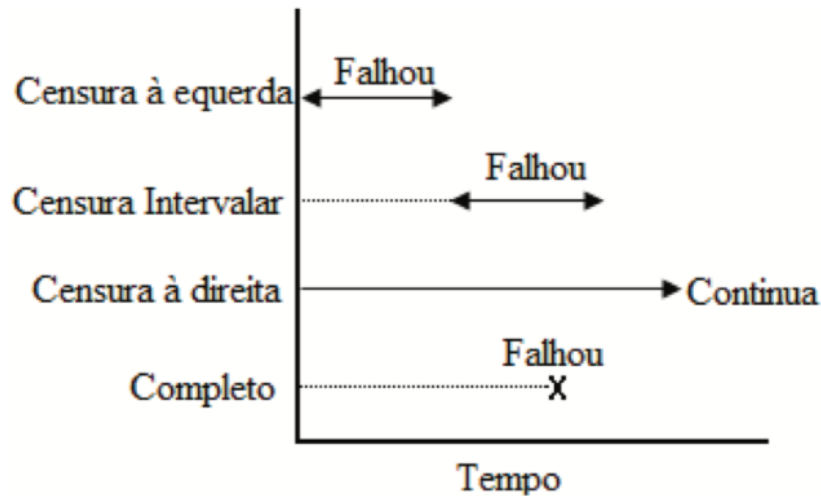 Falhou
Censura à equerda
Falhou
Censura Intervalar
Censura à direita
Continua
Falhou
Completo
X
Tempo